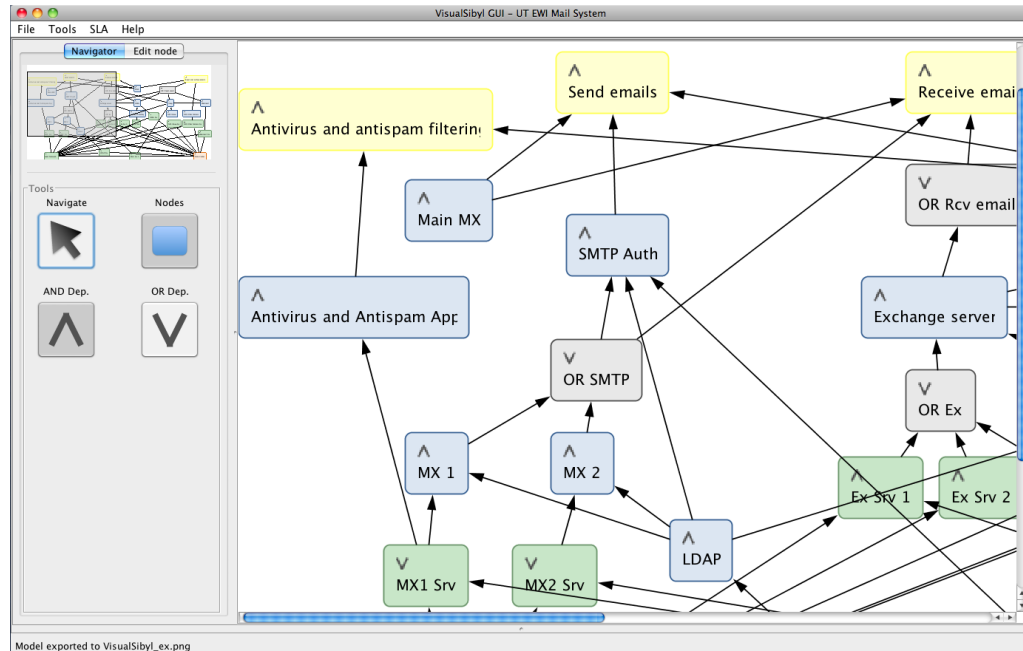 VisualSibyl GUI – UT EWI Mail System
File Tools SLA Help
Navigator Edit node
Tools
Navigate Nodes
AND Dep. OR Dep.
Send emails
Receive emai
Antivirus and antispam filtering
Main MX
OR Rcv email
SMTP Auth
Antivirus and Antispam App
Exchange server
OR SMTP
OR Ex
MX 1
MX 2
Ex Srv 1
Ex Srv 2
LDAP
MX1 Srv
MX2 Srv
Model exported to VisualSibyl_ex.png